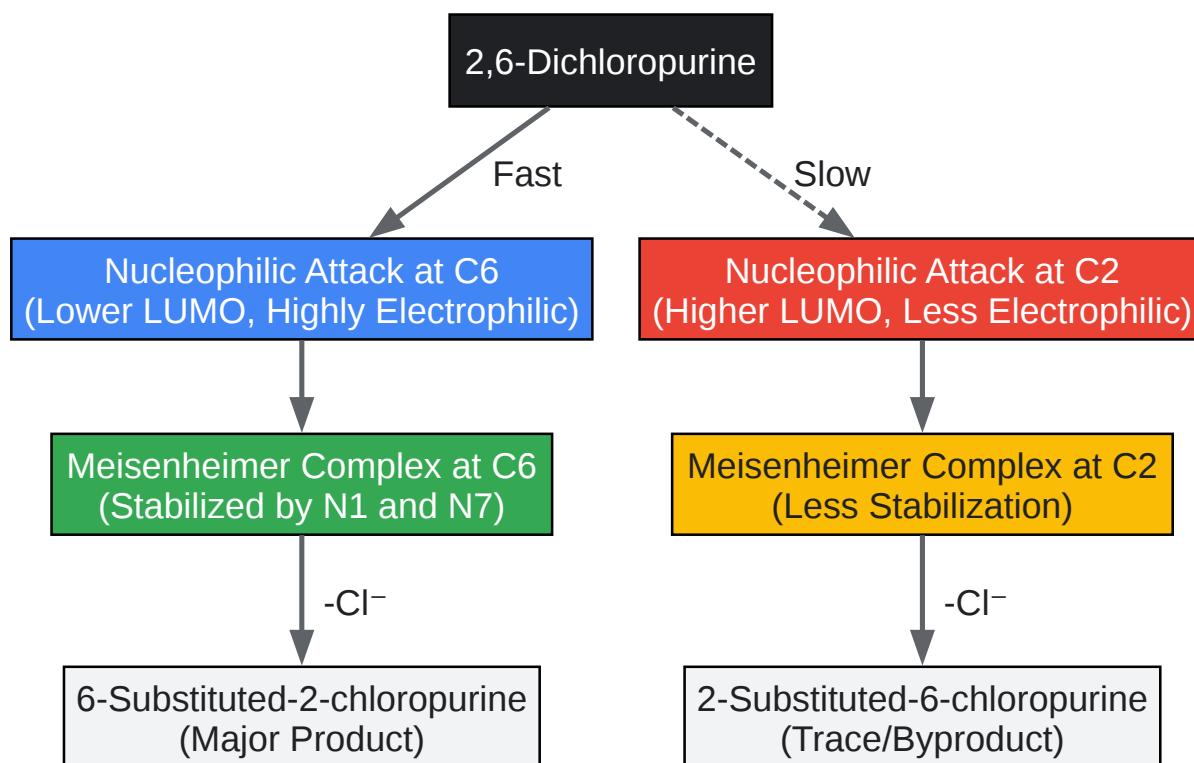 2,6-Dichloropurine
Fast
Slow
Nucleophilic Attack at C6
(Lower LUMO, Highly Electrophilic)
Nucleophilic Attack at C2
(Higher LUMO, Less Electrophilic)
Meisenheimer Complex at C6
(Stabilized by N1 and N7)
Meisenheimer Complex at C2
(Less Stabilization)
-Cl⁻
-Cl⁻
6-Substituted-2-chloropurine
(Major Product)
2-Substituted-6-chloropurine
(Trace/Byproduct)